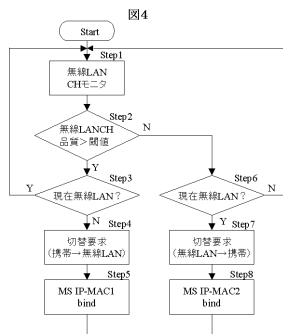 図4
Start
Step1
無線LAN
CHモニタ
Step2
無線LANCH
品質＞閾値
N
Y
Step3
Y
現在無線LAN？
N
Step6
N
現在無線LAN？
Y
Step4
切替要求
(携帯→無線LAN)
Step7
切替要求
(無線LAN→携帯)
Step5
MS IP-MAC1
bind
Step8
MS IP-MAC2
bind